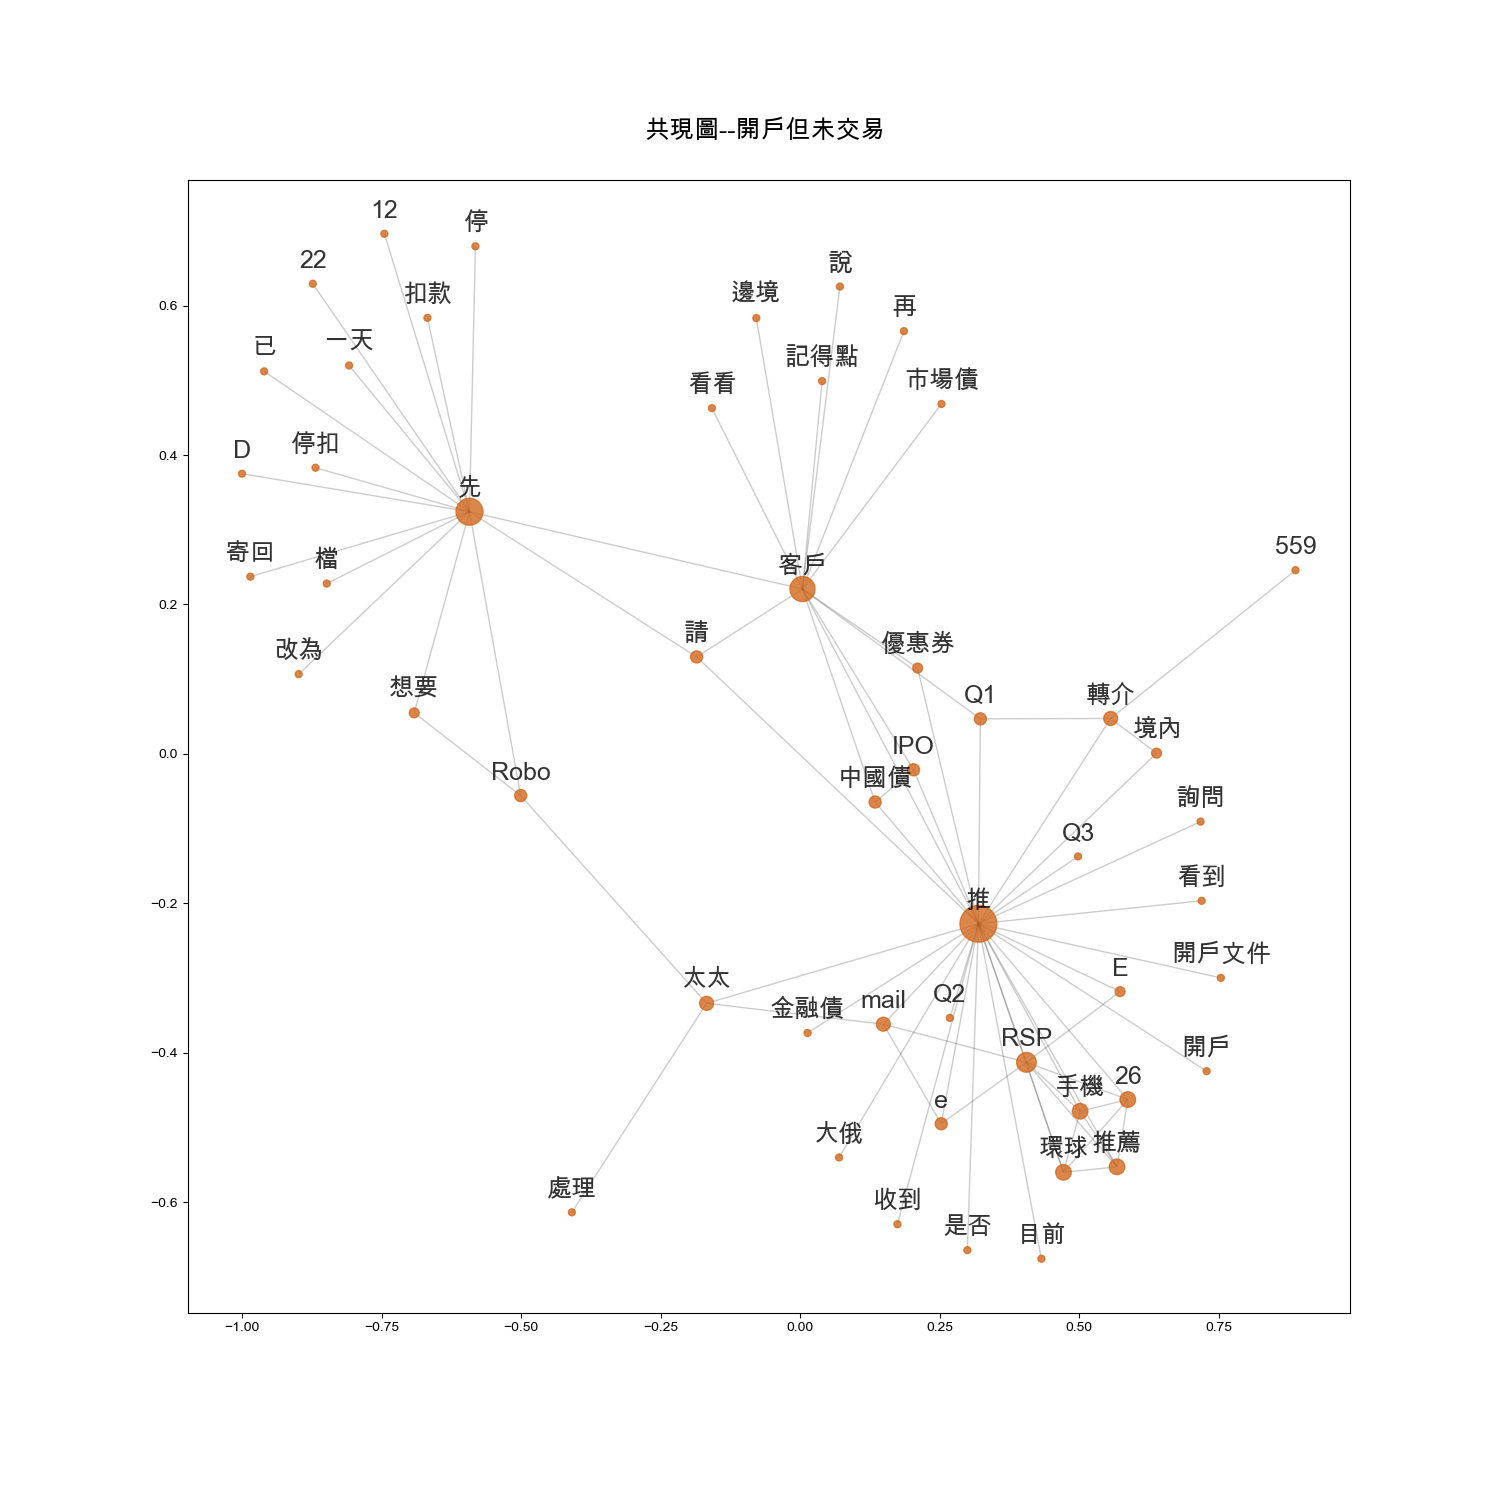 共現圖--開戶但未交易
12
停
22
扣款
說
邊境
再
已
一天
記得點
看看
市場債
D
停扣
先
寄回
檔
客戶
559
改為
請
優惠券
想要
Q1
轉介
境內
IPO
Robo
中國債
詢問
Q3
推
看到
開戶文件
太太
E
金融債
mail
Q2
RSP
開戶
手機
26
e
大俄
環球
推薦
處理
收到
是否
目前
0.6
0.4
0.2
0.0
−0.2
−0.4
−0.6
−1.00
−0.75
−0.50
−0.25
0.00
0.25
0.50
0.75